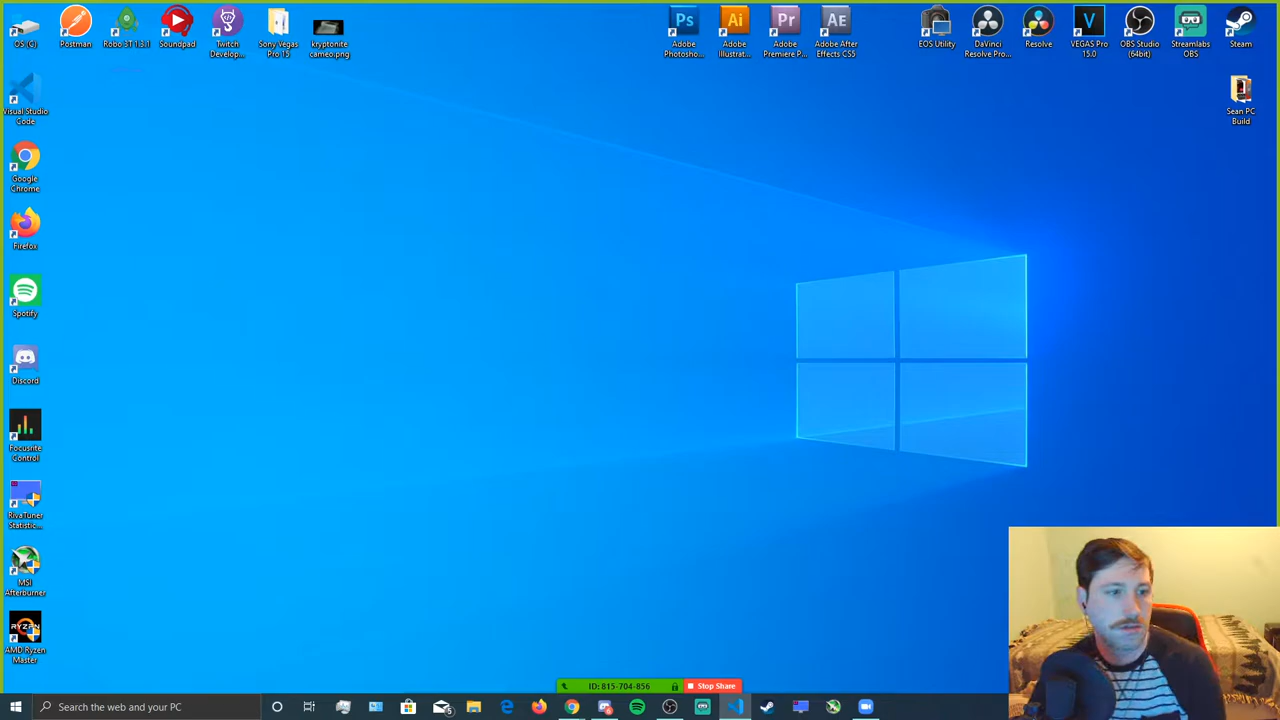 OS (C)
Postman
Robo 3T 1.3.1
Soundpad
Twitch
Develop...
Sony Vegas
Pro 15
kryptonite
cameo.png
Ps
Adobe
Photosho...
Ai
Adobe
Illustrat...
Pr
Adobe
Premiere P...
AE
Adobe After
Effects CS5
EOS Utility
DaVinci
Resolve Pro...
Resolve
V
VEGAS Pro
15.0
OBS Studio
(64bit)
Streamlabs
OBS
Steam
Visual Studio
Code
Sean PC
Build
Google
Chrome
Firefox
Spotify
Discord
Focusrite
Control
RivaTuner
Statistic...
MSI
Afterburner
RYZEN
AMD Ryzen
Master
ID: 815-704-856
Stop Share
Search the web and your PC